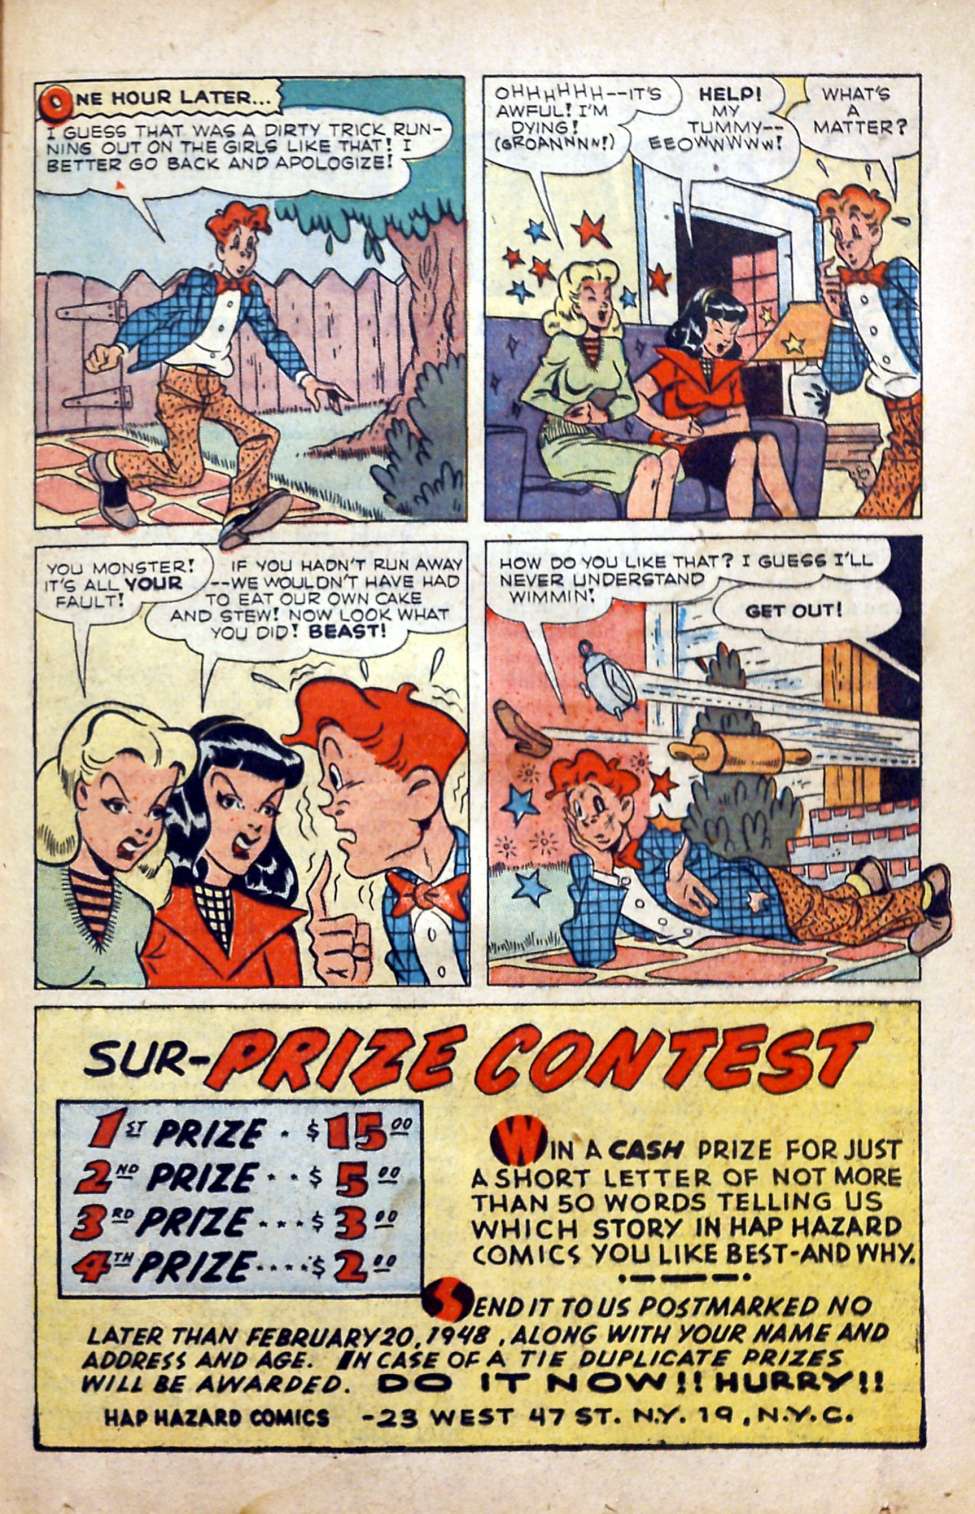 ONE HOUR LATER...
I GUESS THAT WAS A DIRTY TRICK RUN-
NING OUT ON THE GIRLS LIKE THAT! I
BETTER GO BACK AND APOLOGIZE!
OHHHHHH--IT'S
AWFUL! I'M
DYING!
(GROANNNN!)
HELP!
MY
TUMMY--
EEOWWWWW!
WHAT'S
A
MATTER?
YOU MONSTER!
IT'S ALL YOUR
FAULT!
IF YOU HADN'T RUN AWAY
--WE WOULDN'T HAVE HAD
TO EAT OUR OWN CAKE
AND STEW! NOW LOOK WHAT
YOU DID! BEAST!
HOW DO YOU LIKE THAT? I GUESS I'LL
NEVER UNDERSTAND
WIMMIN!
GET OUT!
SUR-PRIZE CONTEST
1ST PRIZE . $15.00
2ND PRIZE . . $5.00
3RD PRIZE . . . . $3.00
4TH PRIZE . . . . . $2.00
WIN A CASH PRIZE FOR JUST
A SHORT LETTER OF NOT MORE
THAN 50 WORDS TELLING US
WHICH STORY IN HAP HAZARD
COMICS YOU LIKE BEST-AND WHY.
SEND IT TO US POSTMARKED NO
LATER THAN FEBRUARY 20, 1948, ALONG WITH YOUR NAME AND
ADDRESS AND AGE. IN CASE OF A TIE DUPLICATE PRIZES
WILL BE AWARDED. DO IT NOW!! HURRY!!
HAP HAZARD COMICS -23 WEST 47 ST. N.Y. 19, N.Y.C.